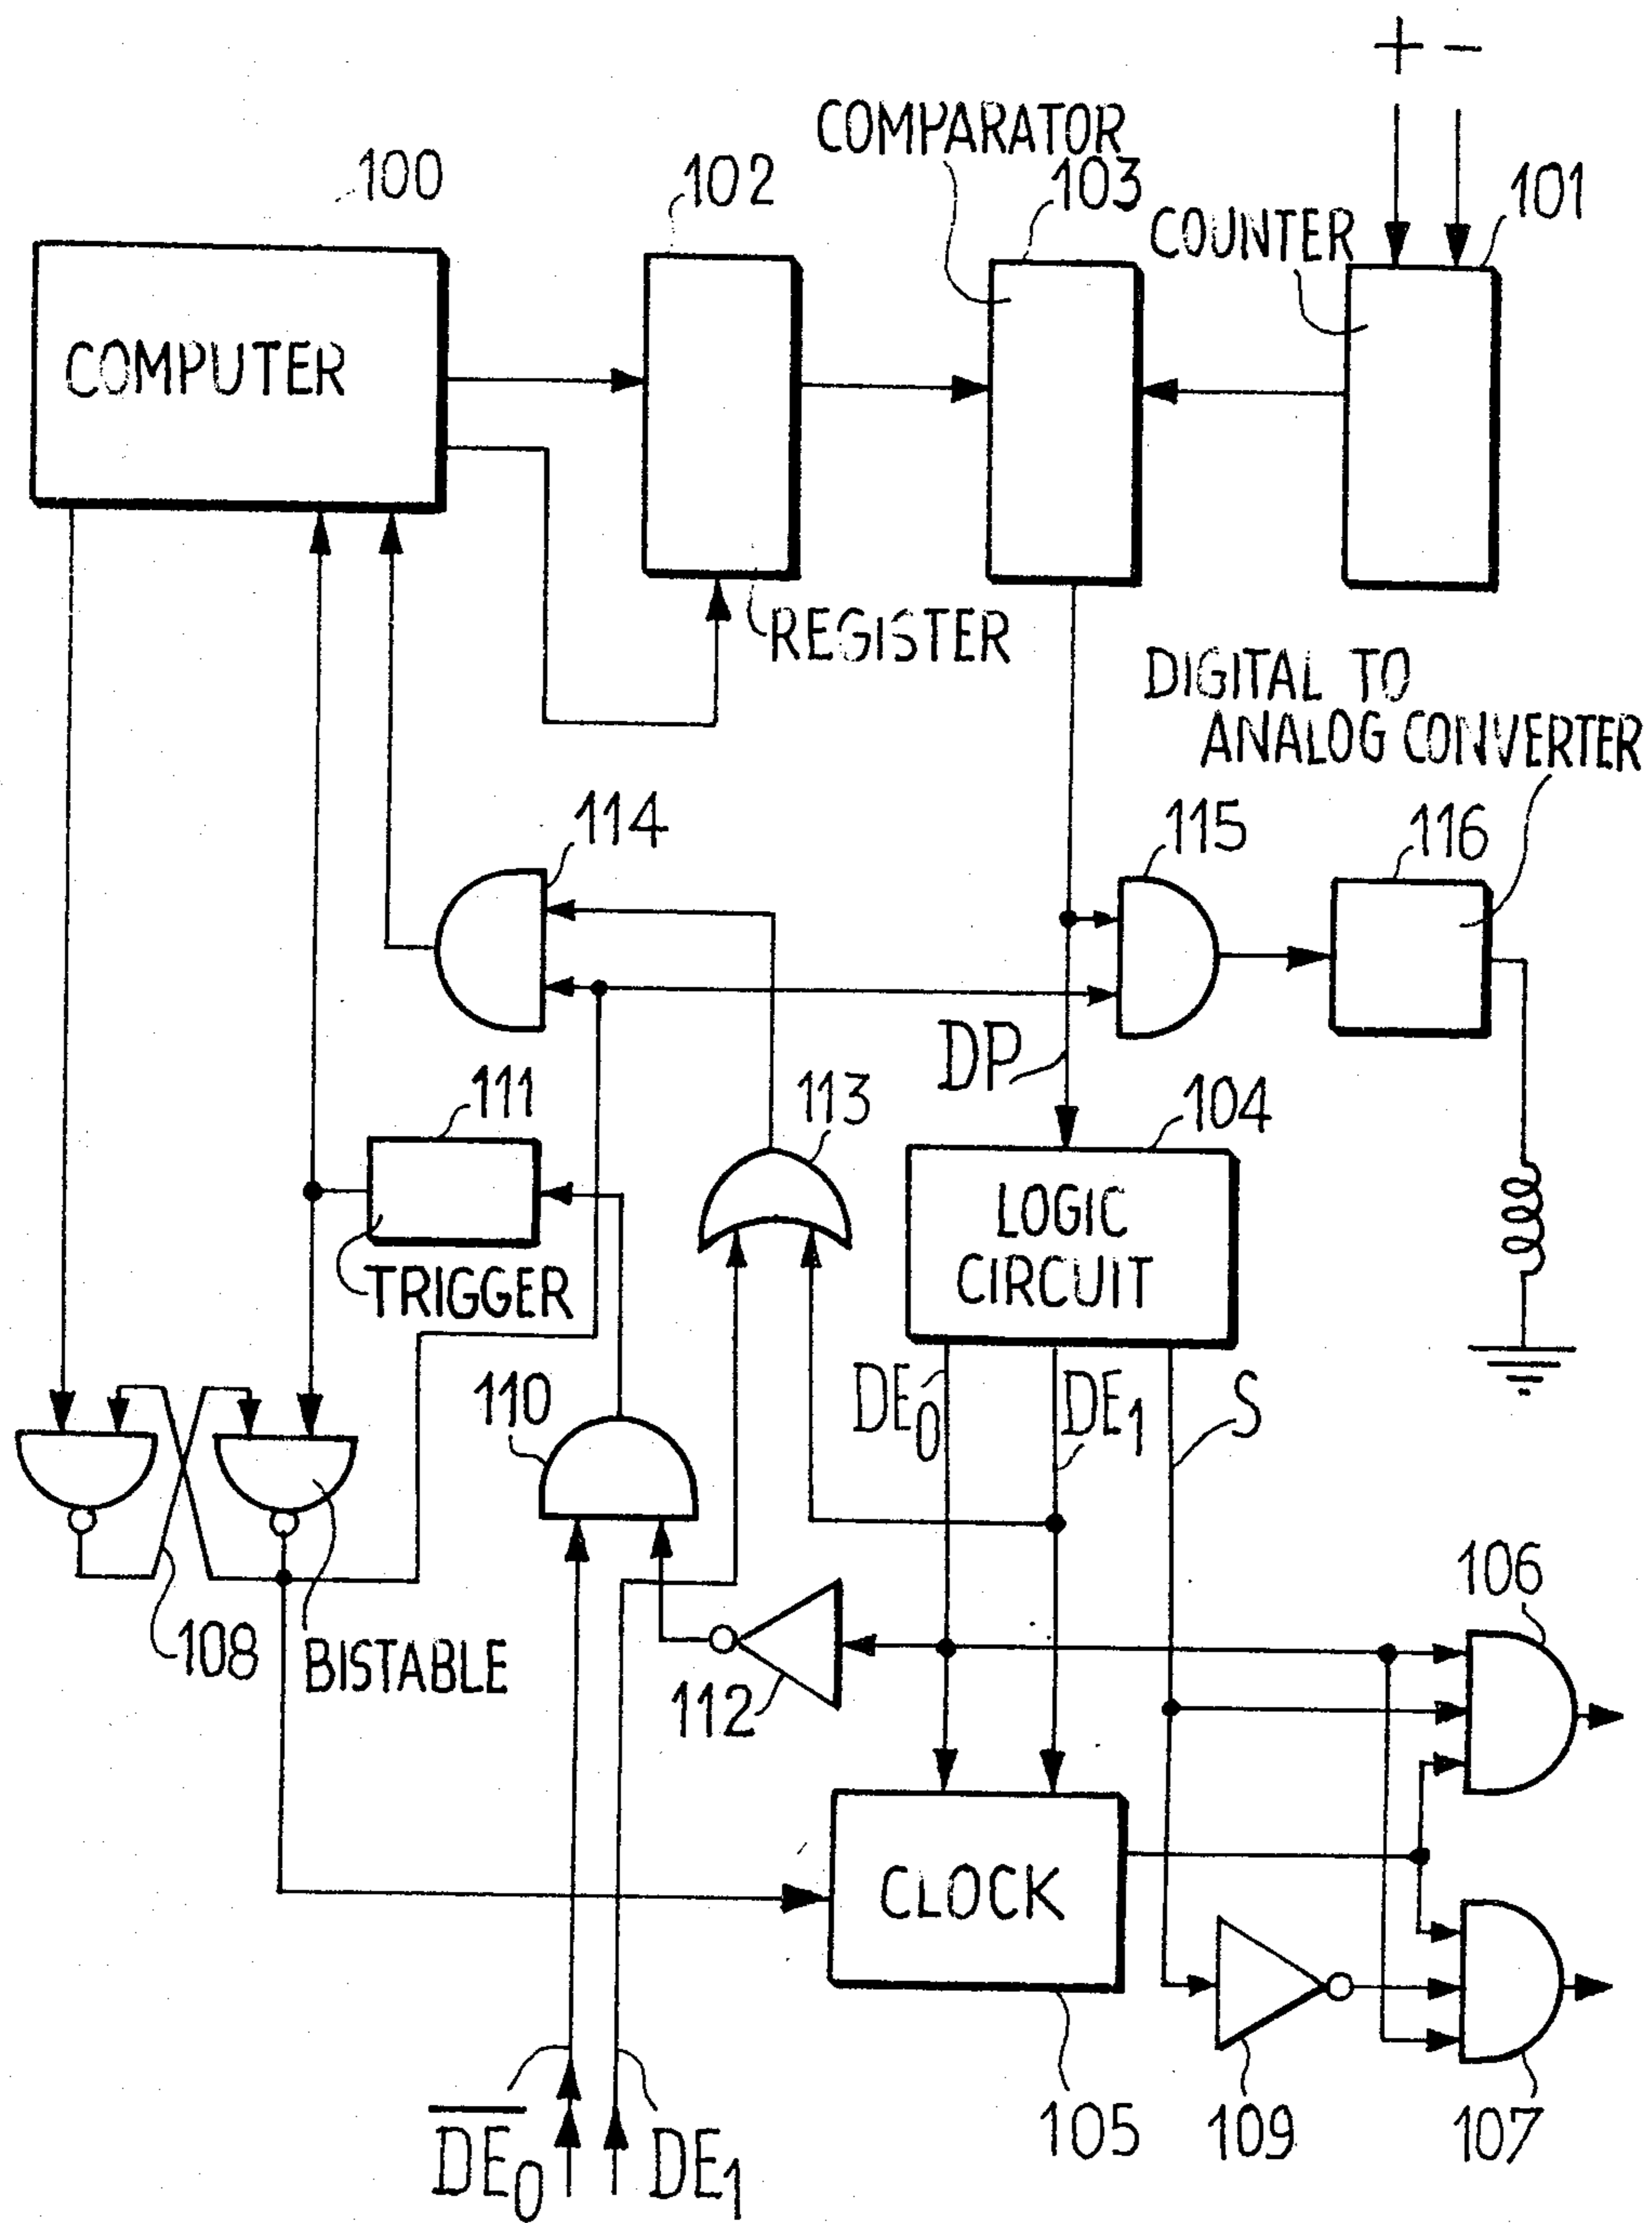 + -
COMPARATOR
100
102
103
COUNTER
101
COMPUTER
REGISTER
DIGITAL TO
ANALOG CONVERTER
114
115
116
DP
111
113
104
LOGIC
CIRCUIT
TRIGGER
110
DE0
DE1
S
106
108
BISTABLE
112
CLOCK
D̅E̅0
DE1
105
109
107